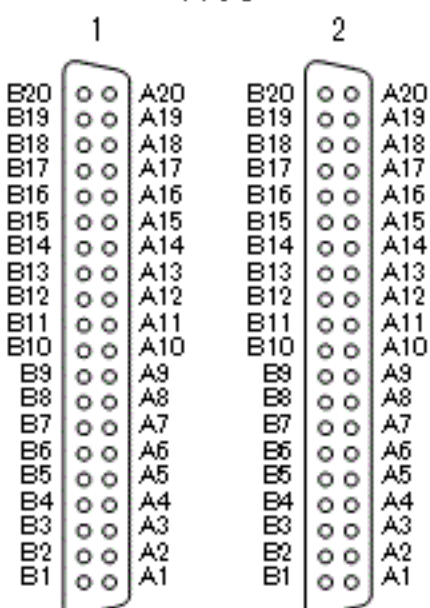 1 2
B20 A20 B20 A20
B19 A19 B19 A19
B18 A18 B18 A18
B17 A17 B17 A17
B16 A16 B16 A16
B15 A15 B15 A15
B14 A14 B14 A14
B13 A13 B13 A13
B12 A12 B12 A12
B11 A11 B11 A11
B10 A10 B10 A10
B9 A9 B9 A9
B8 A8 B8 A8
B7 A7 B7 A7
B6 A6 B6 A6
B5 A5 B5 A5
B4 A4 B4 A4
B3 A3 B3 A3
B2 A2 B2 A2
B1 A1 B1 A1